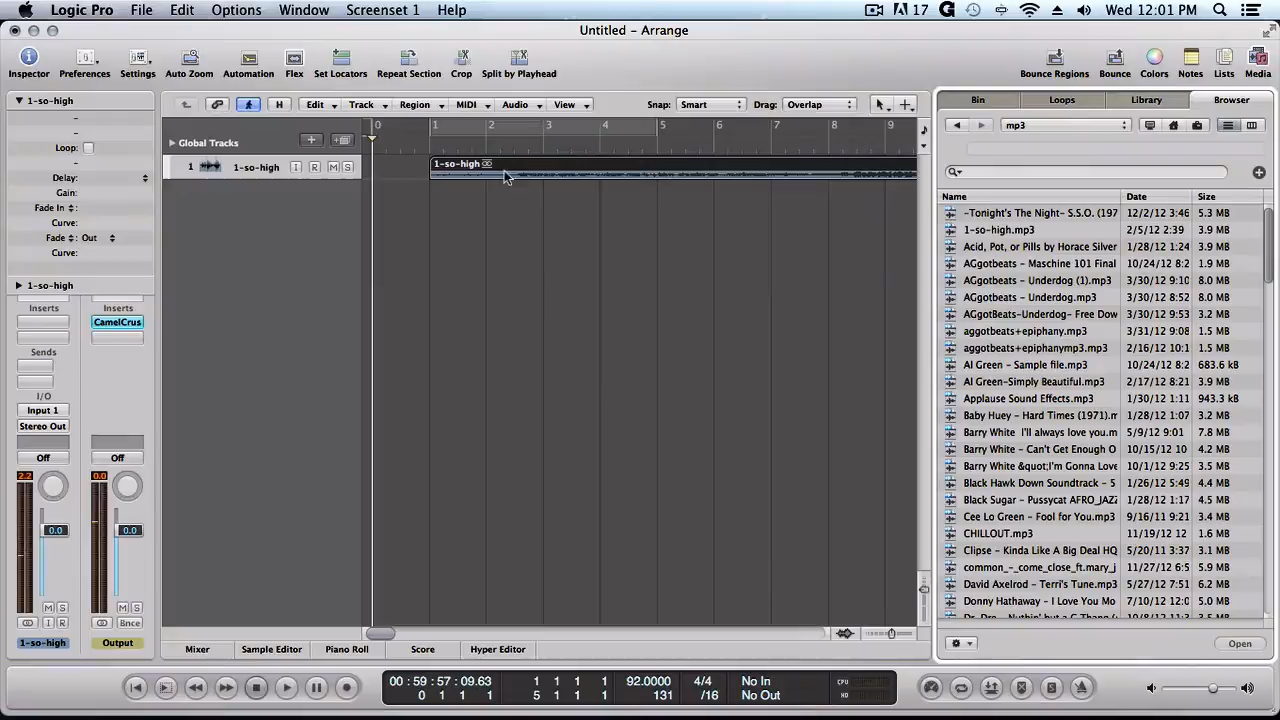 Logic Pro File Edit Options Window Screenset 1 Help 17 Wed 12:01 PM
Untitled - Arrange
Inspector Preferences Settings Auto Zoom Automation Flex Set Locators Repeat Section Crop Split by Playhead Bounce Regions Bounce Colors Notes Lists Media
1-so-high
-
-
Loop:
-
Delay:
Gain:
Fade In:
Curve:
Fade: Out
Curve:
1-so-high
Inserts Inserts
CamelCrus
Sends
I/O
Input 1
Stereo Out
Off Off
2.2 0.0
0.0 0.0
M S M S
I R Bnce
1-so-high Output
H Edit Track Region MIDI Audio View Snap: Smart Drag: Overlap
0 1 2 3 4 5 6 7 8 9
Global Tracks
1 1-so-high I R M S
1-so-high
Mixer Sample Editor Piano Roll Score Hyper Editor
Bin Loops Library Browser
mp3
Name Date Size
-Tonight's The Night- S.S.O. (197 12/2/12 3:46 5.3 MB
1-so-high.mp3 2/5/12 2:39 3.9 MB
Acid, Pot, or Pills by Horace Silver 1/28/12 1:24 3.9 MB
AGgotbeats - Maschine 101 Final 10/24/12 8:2 1.9 MB
AGgotbeats - Underdog (1).mp3 3/30/12 9:10 8.0 MB
AGgotbeats - Underdog.mp3 3/30/12 8:52 8.0 MB
AGgotBeats-Underdog- Free Dow 3/30/12 9:53 3.2 MB
aggotbeats+epiphany.mp3 3/31/12 9:08 1.5 MB
aggotbeats+epiphanymp3.mp3 2/16/12 10:1 1.5 MB
Al Green - Sample file.mp3 10/24/12 8:2 683.6 kB
Al Green-Simply Beautiful.mp3 2/17/12 8:21 3.9 MB
Applause Sound Effects.mp3 1/30/12 1:11 943.3 kB
Baby Huey - Hard Times (1971).m 1/28/12 1:07 3.2 MB
Barry White I'll always love you.m 5/9/12 9:01 7.8 MB
Barry White - Can't Get Enough O 10/15/12 10 4.2 MB
Barry White &quot;I'm Gonna Love 10/1/12 9:25 3.5 MB
Black Hawk Down Soundtrack - 5 1/26/12 5:49 4.4 MB
Black Sugar - Pussycat AFRO_JAZZ 1/28/12 1:17 4.5 MB
Cee Lo Green - Fool for You.mp3 9/16/11 9:21 3.4 MB
CHILLOUT.mp3 11/19/12 12 1.6 MB
Clipse - Kinda Like A Big Deal HQ 5/20/11 3:37 3.1 MB
common_-_come_close_ft.mary_j 11/27/12 6:5 5.9 MB
David Axelrod - Terri's Tune.mp3 5/27/12 7:51 6.2 MB
Donny Hathaway - I Love You Mo 7/10/12 12:0 5.0 MB
Open
00:59:57:09.63 1 1 1 1 92.0000 4/4 No In CPU
0 1 1 1 5 1 1 1 131 /16 No Out HD